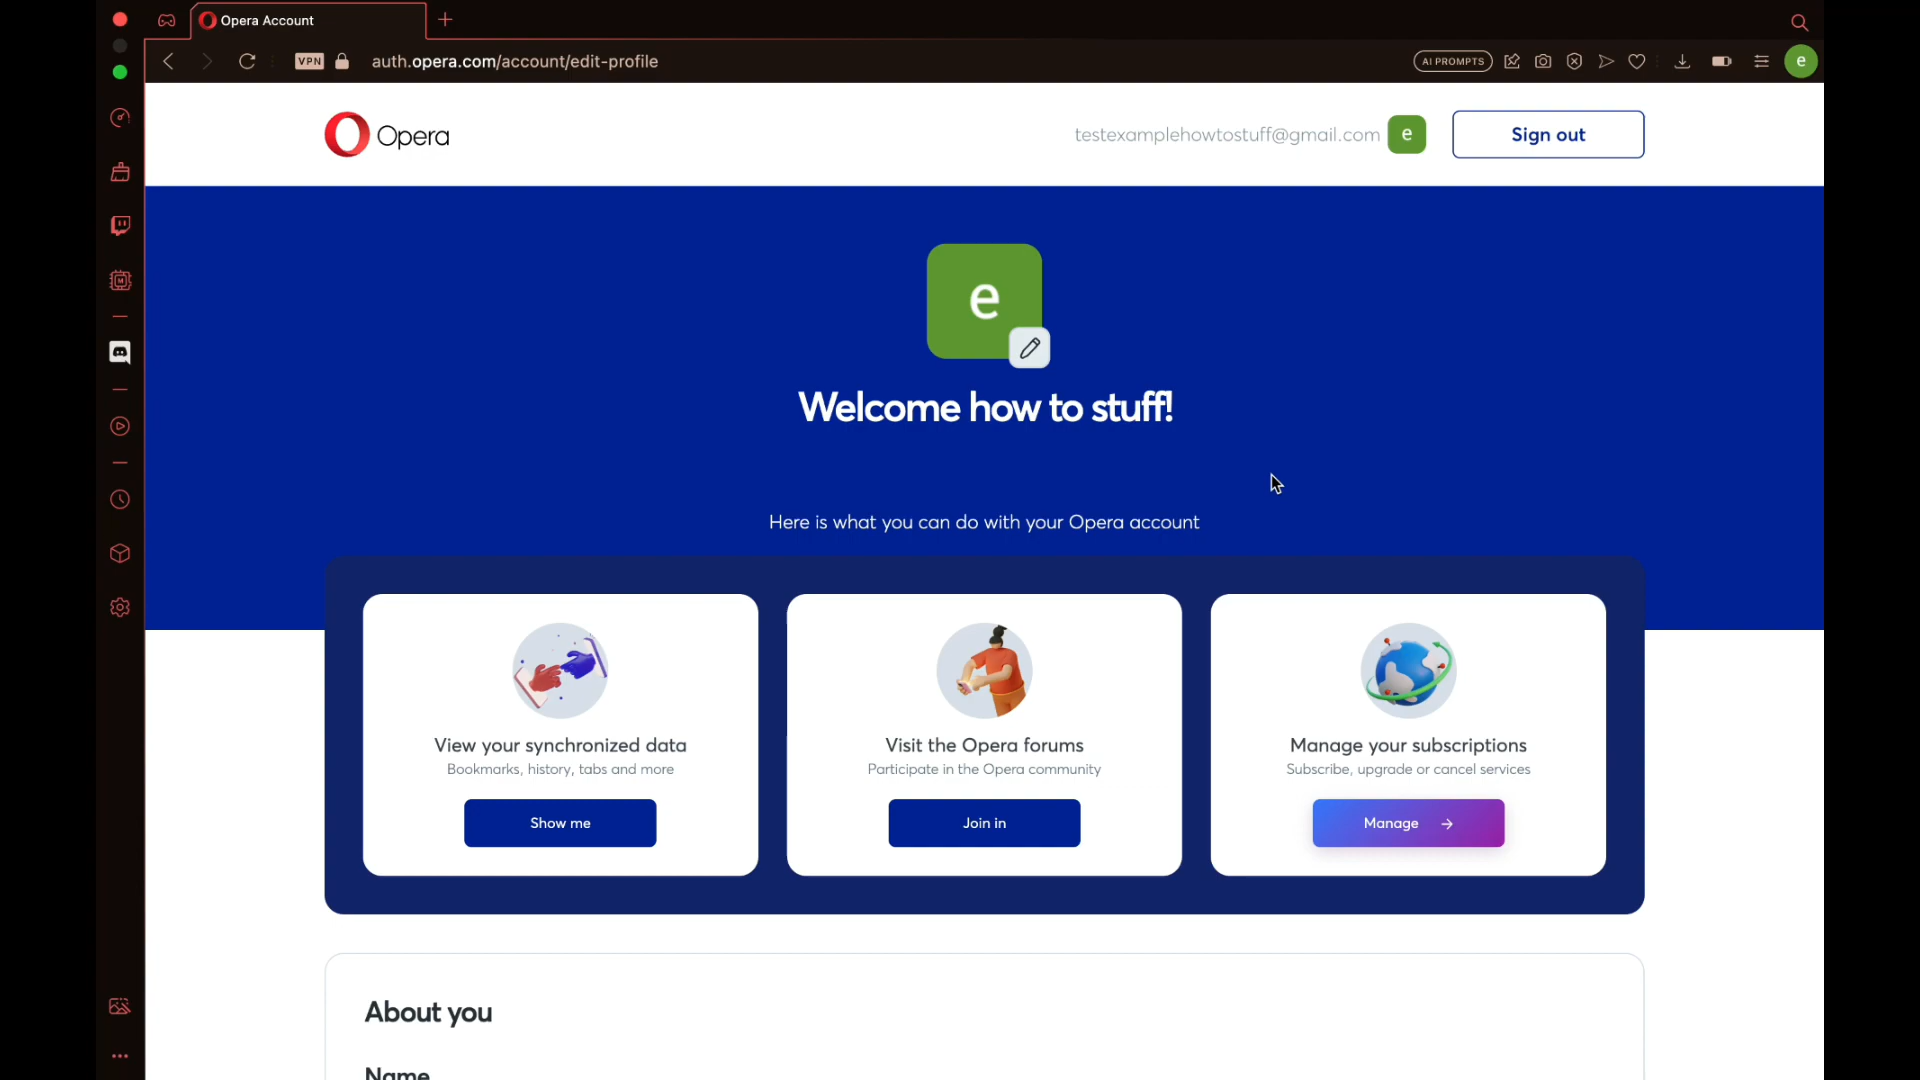 Opera Account
VPN
auth.opera.com/account/edit-profile
AI PROMPTS
e
Opera
testexamplehowtostuff@gmail.com
e
Sign out
e
Welcome how to stuff!
Here is what you can do with your Opera account
View your synchronized data
Bookmarks, history, tabs and more
Show me
Visit the Opera forums
Participate in the Opera community
Join in
Manage your subscriptions
Subscribe, upgrade or cancel services
Manage →
About you
Name